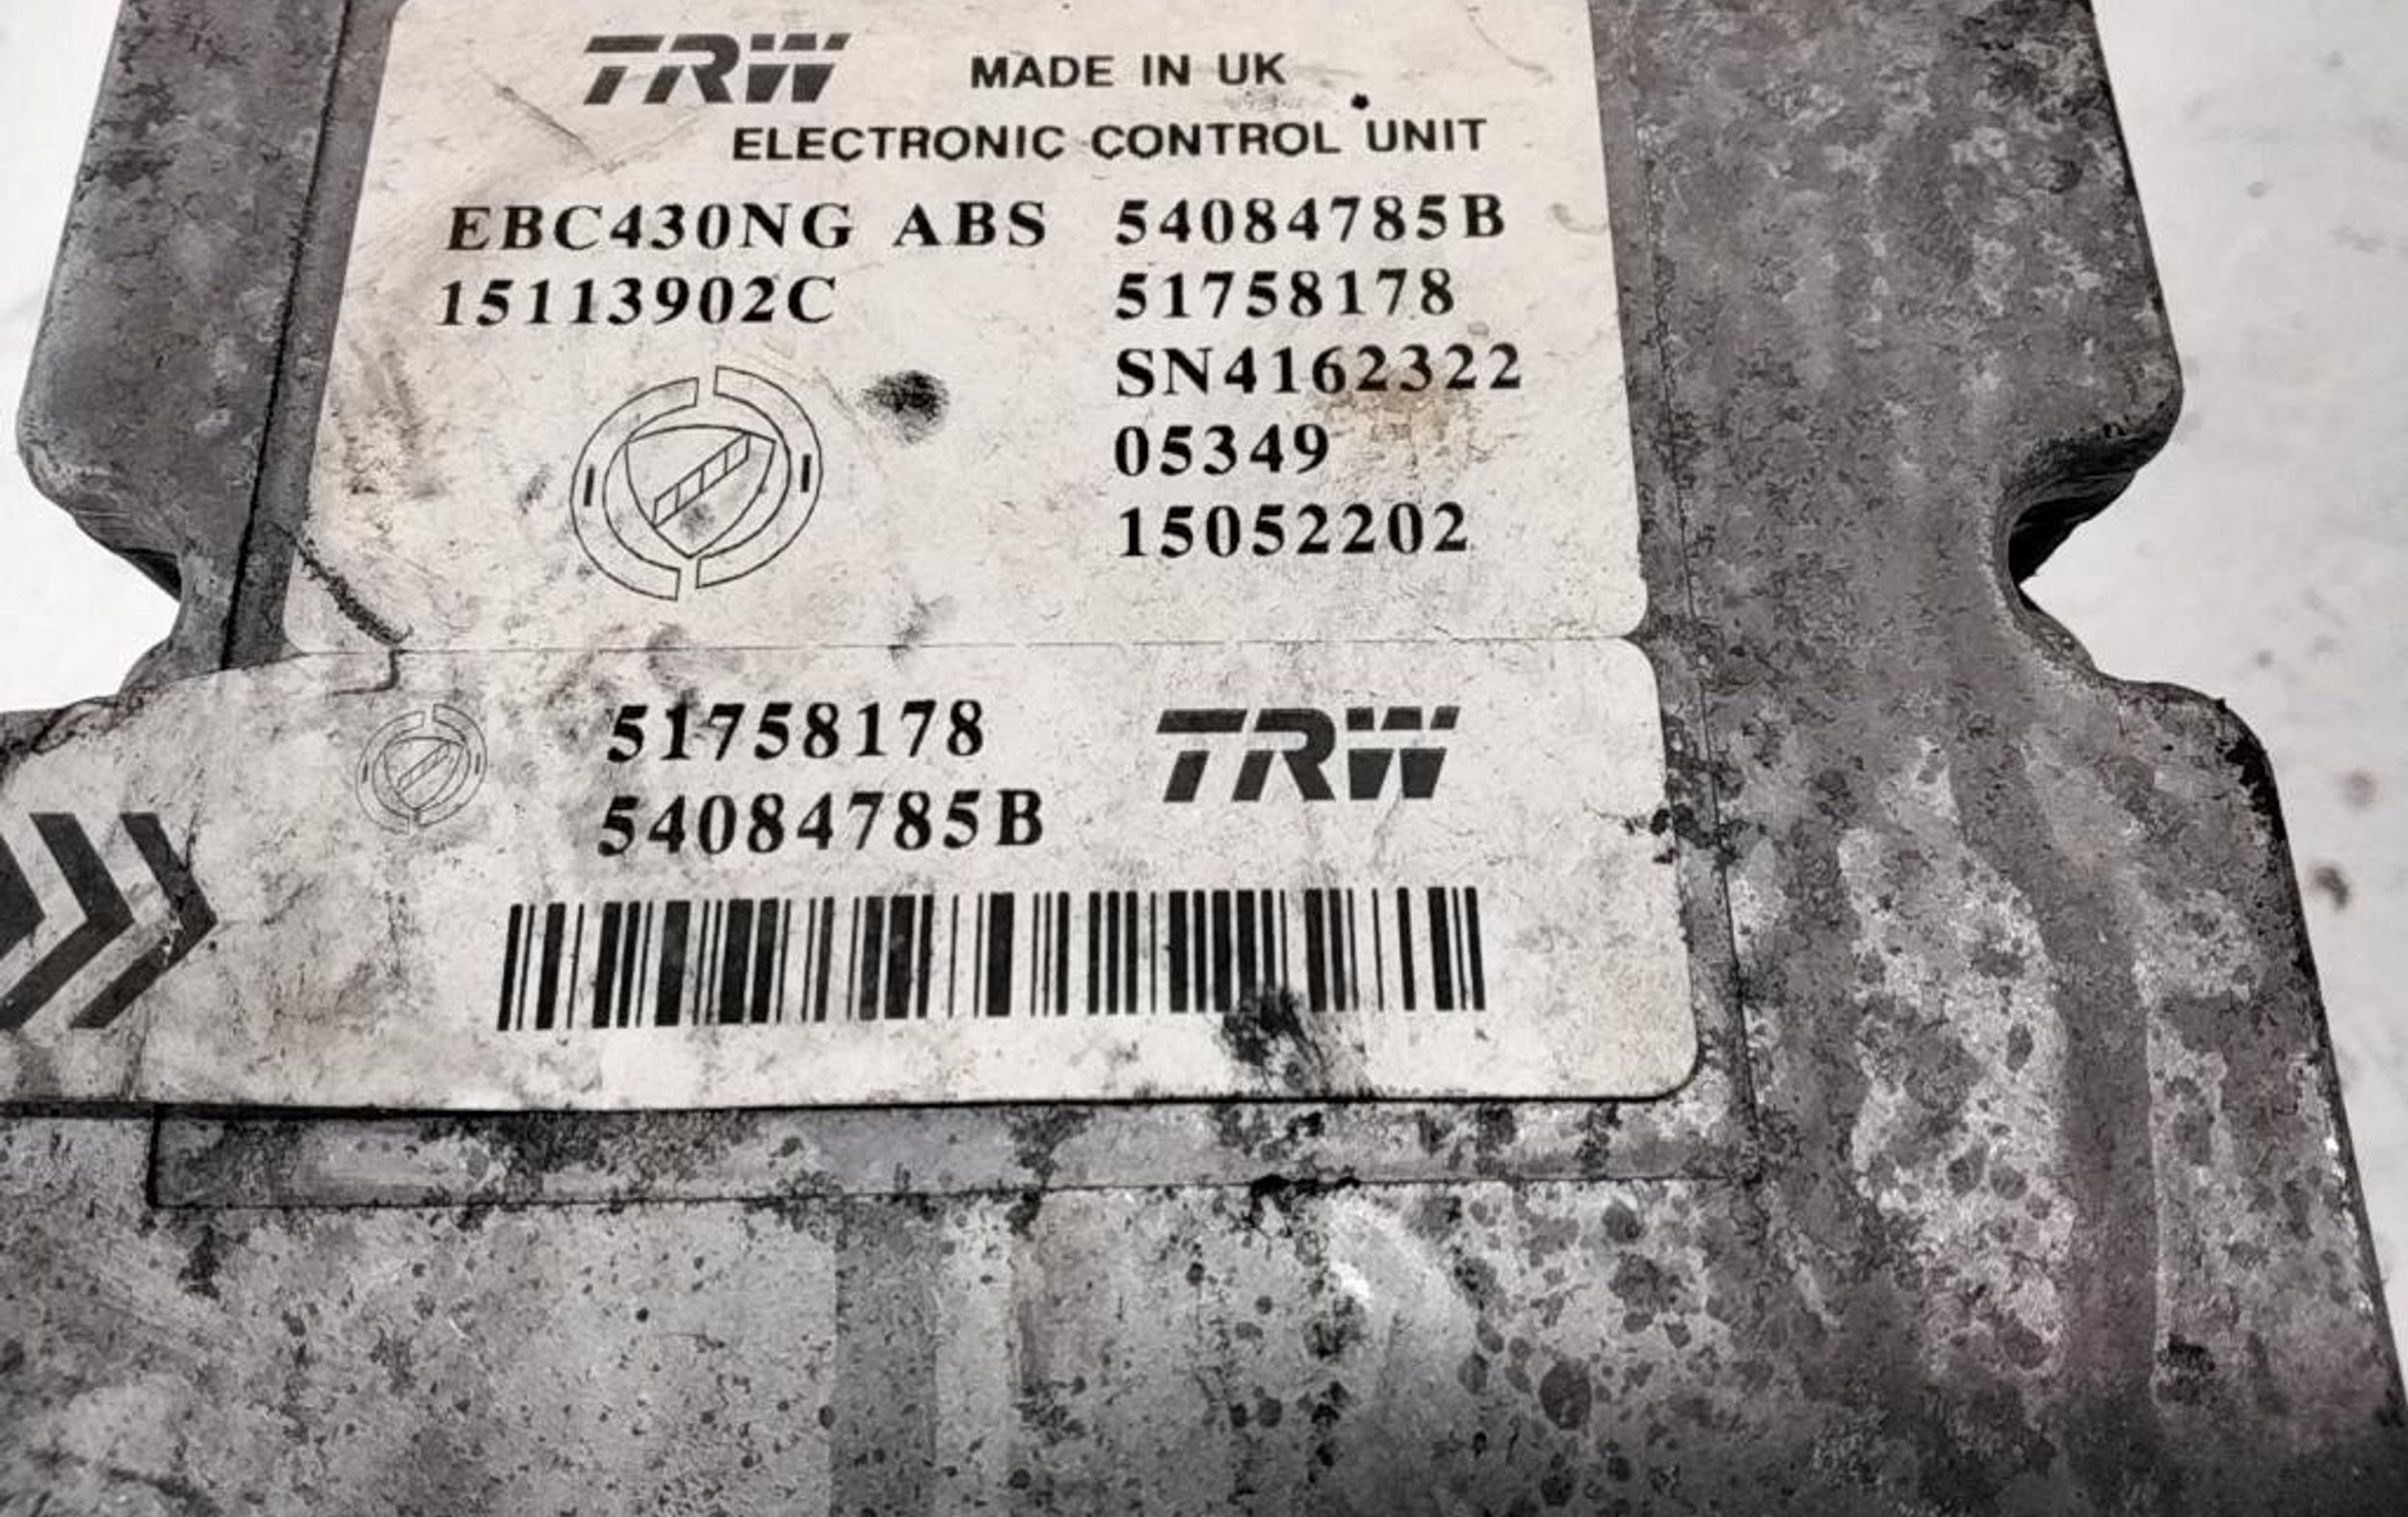 TRW MADE IN UK
ELECTRONIC CONTROL UNIT
EBC430NG ABS 54084785B
15113902C 51758178
SN4162322
05349
15052202
51758178 TRW
54084785B